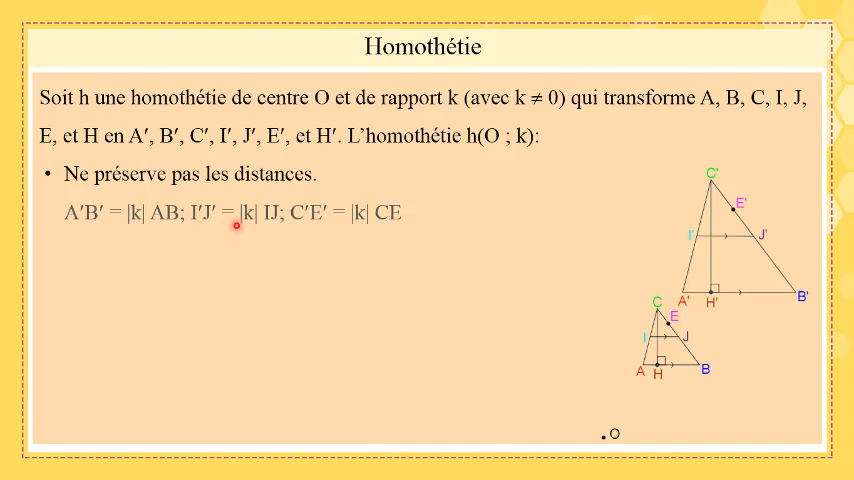 Homothétie
Soit h une homothétie de centre O et de rapport k (avec k ≠ 0) qui transforme A, B, C, I, J,
E, et H en A′, B′, C′, I′, J′, E′, et H′. L’homothétie h(O ; k):
• Ne préserve pas les distances.
A′B′ = |k| AB; I′J′ = |k| IJ; C′E′ = |k| CE
C'
E'
I'
J'
A'
H'
B'
C
E
I
J
A
H
B
O